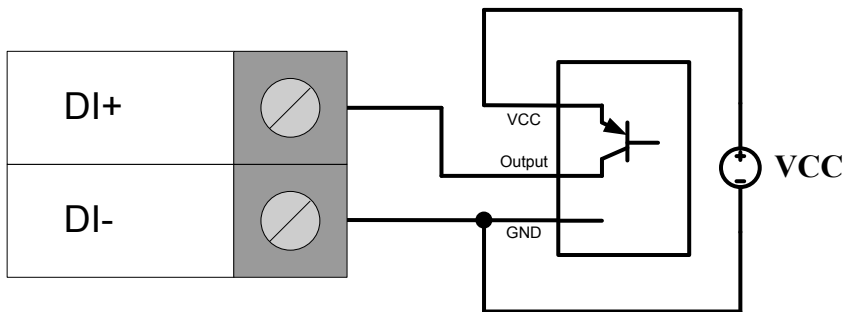 DI+
VCC
Output
VCC
DI-
GND